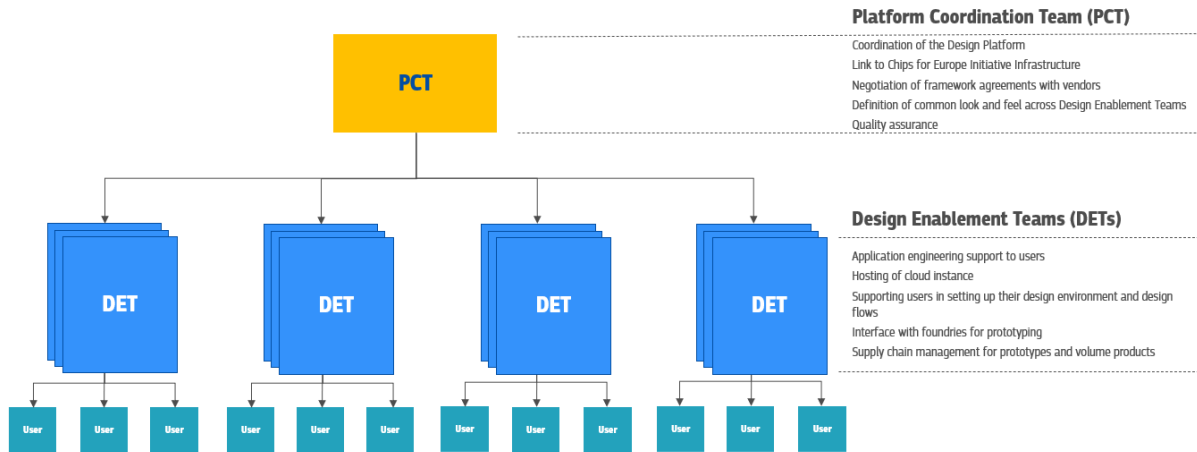 Platform Coordination Team (PCT)
PCT
Coordination of the Design Platform
Link to Chips for Europe Initiative Infrastructure
Negotiation of framework agreements with vendors
Definition of common look and feel across Design Enablement Teams
Quality assurance
Design Enablement Teams (DETs)
DET
DET
DET
DET
Application engineering support to users
Hosting of cloud instance
Supporting users in setting up their design environment and design
flows
Interface with foundries for prototyping
Supply chain management for prototypes and volume products
User
User
User
User
User
User
User
User
User
User
User
User